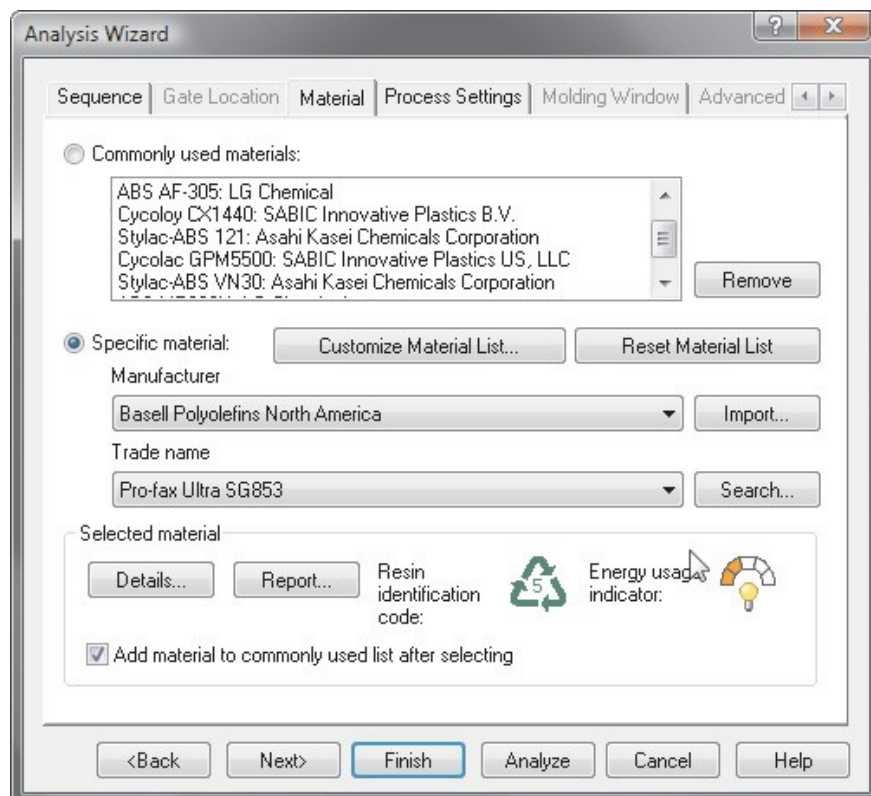 Analysis Wizard
Sequence Gate Location Material Process Settings Molding Window Advanced
Commonly used materials:
ABS AF-305: LG Chemical
Cycoloy CX1440: SABIC Innovative Plastics B.V.
Stylac-ABS 121: Asahi Kasei Chemicals Corporation
Cycolac GPM5500: SABIC Innovative Plastics US, LLC
Stylac-ABS VN30: Asahi Kasei Chemicals Corporation
Remove
Specific material: Customize Material List... Reset Material List
Manufacturer
Basell Polyolefins North America Import...
Trade name
Pro-fax Ultra SG853 Search...
Selected material
Details... Report...
Resin
identification
code:
5
Energy usage
indicator:
Add material to commonly used list after selecting
<Back Next> Finish Analyze Cancel Help